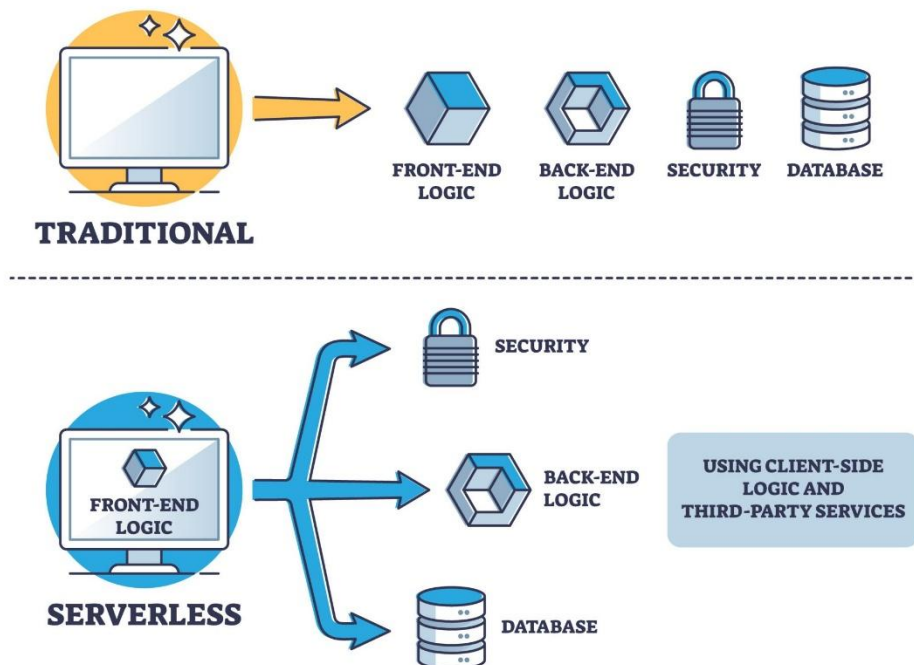 FRONT-END
LOGIC
BACK-END
LOGIC
SECURITY
DATABASE
TRADITIONAL
SECURITY
FRONT-END
LOGIC
BACK-END
LOGIC
USING CLIENT-SIDE
LOGIC AND
THIRD-PARTY SERVICES
SERVERLESS
DATABASE